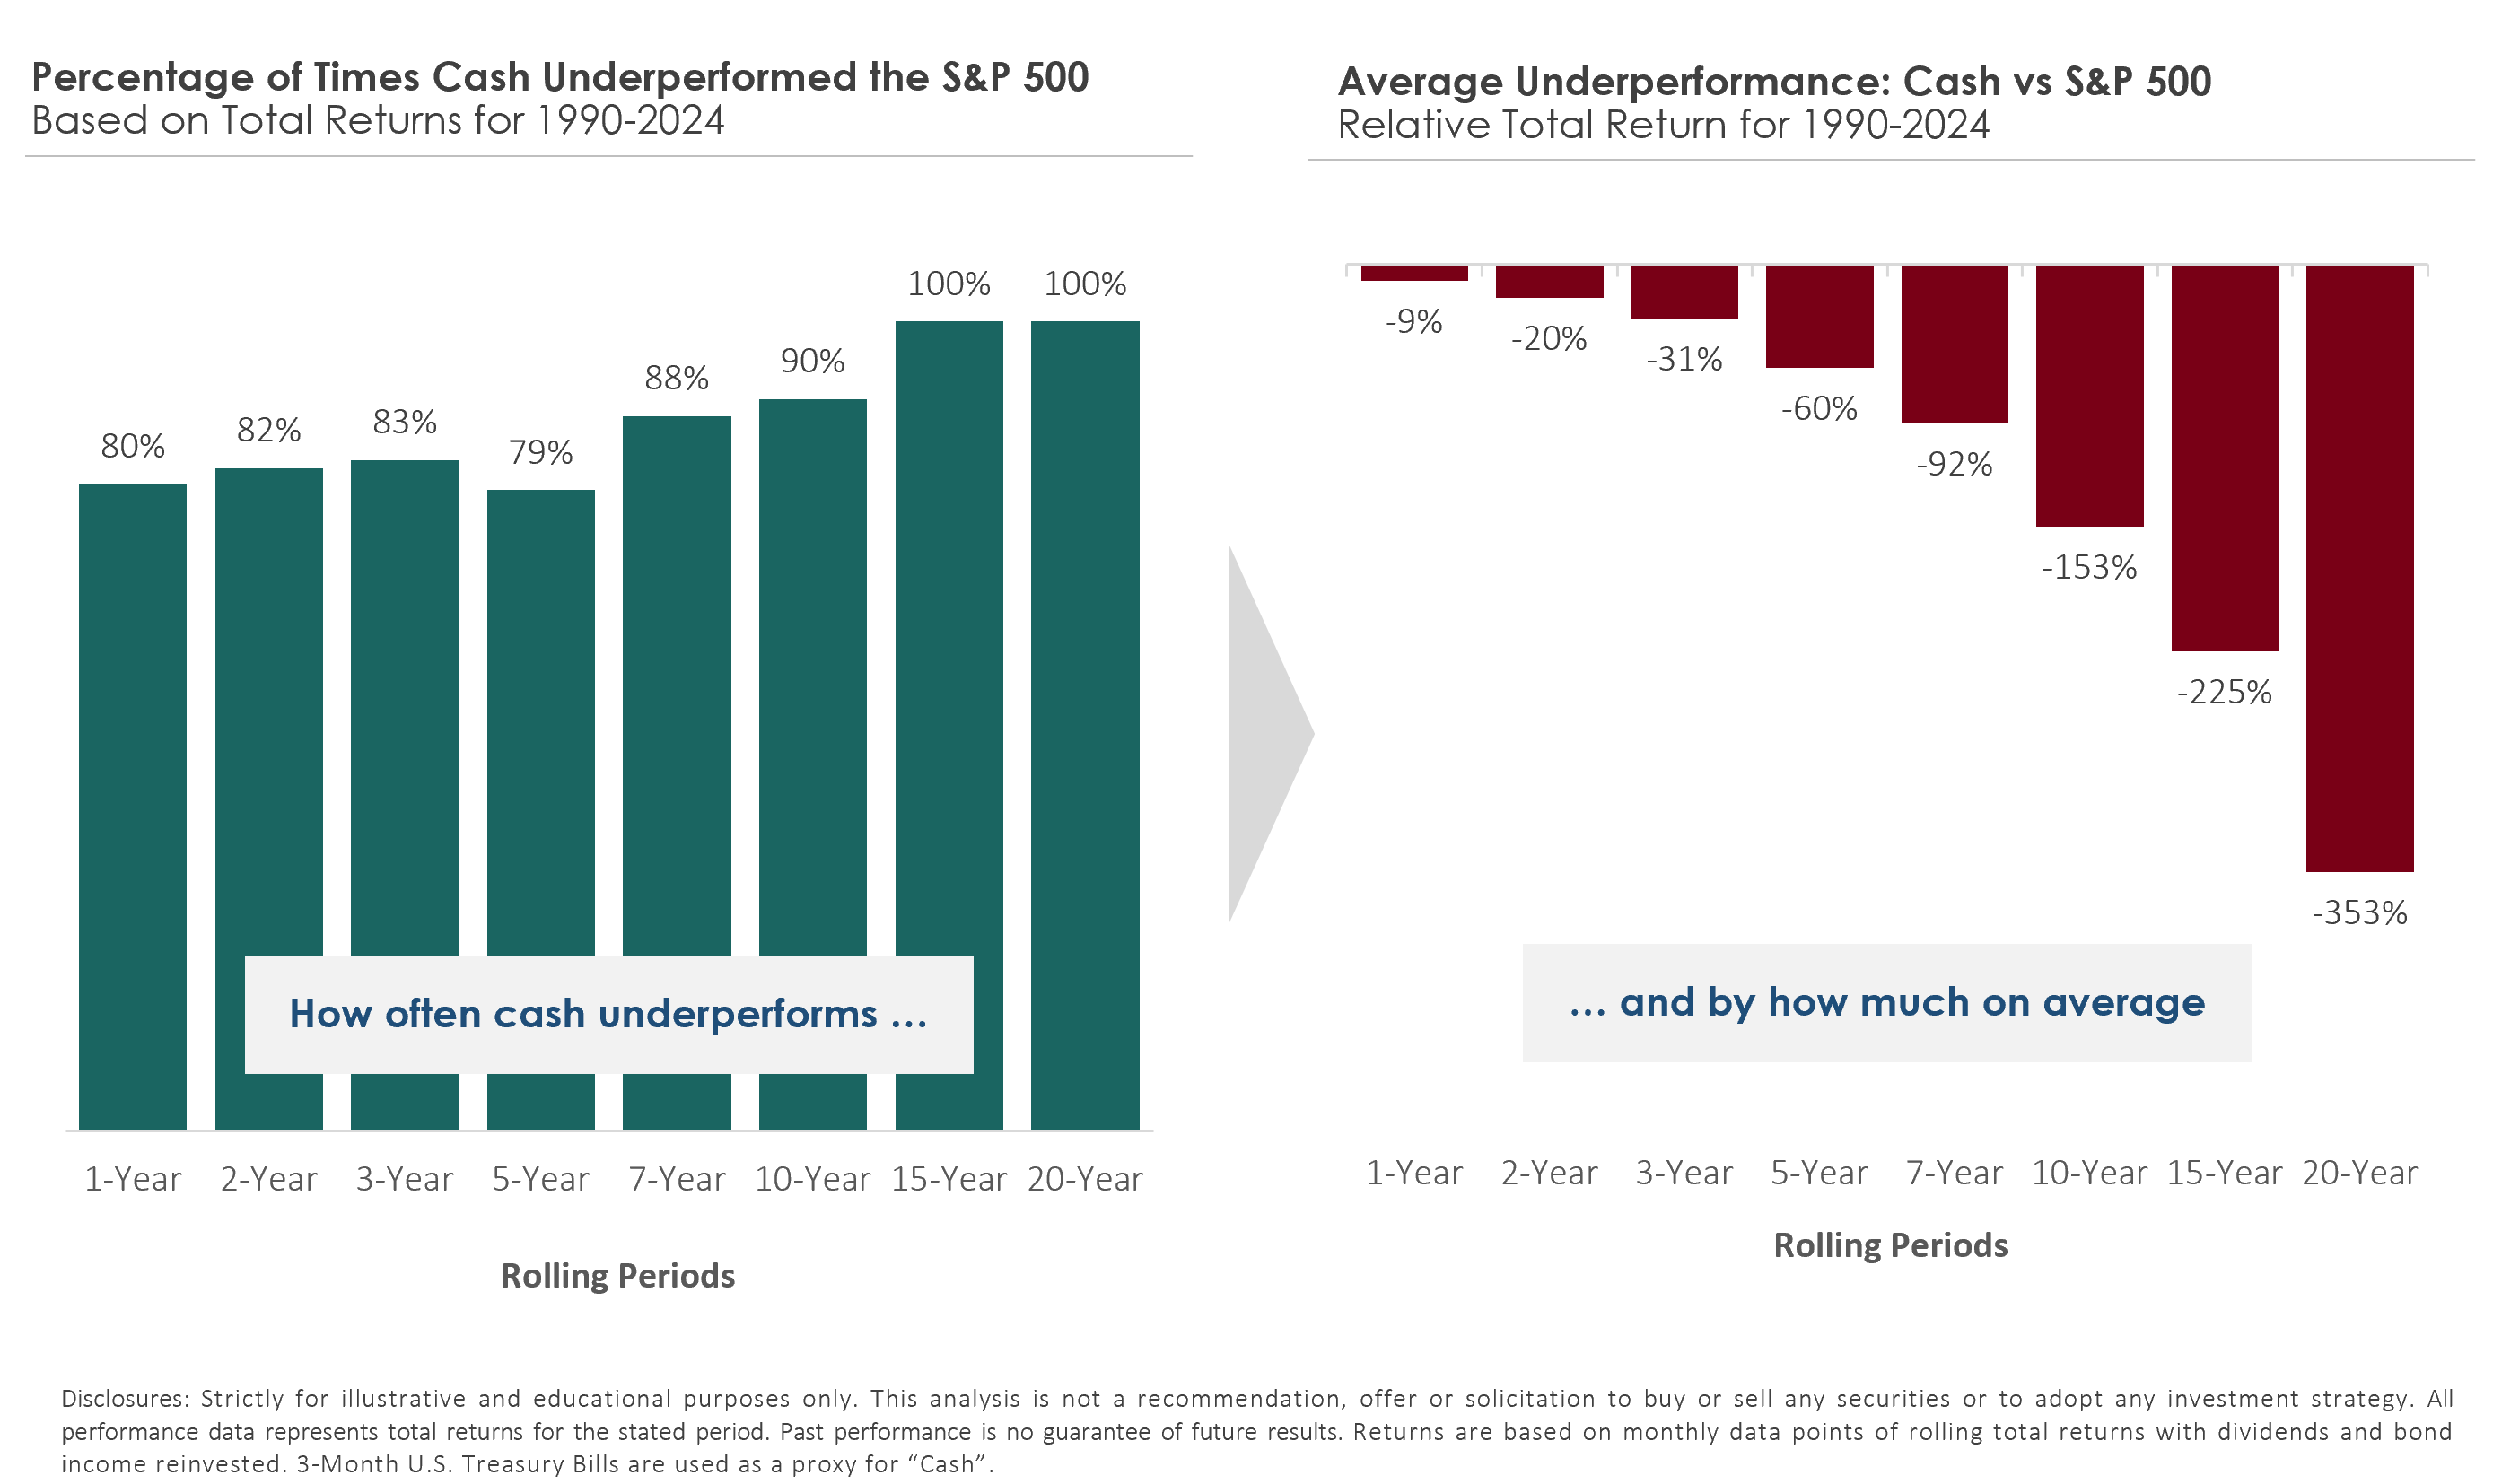 Percentage of Times Cash Underperformed the S&P 500
Based on Total Returns for 1990-2024
80%
82%
83%
79%
88%
90%
100%
100%
How often cash underperforms ...
1-Year
2-Year
3-Year
5-Year
7-Year
10-Year
15-Year
20-Year
Rolling Periods
Average Underperformance: Cash vs S&P 500
Relative Total Return for 1990-2024
-9%
-20%
-31%
-60%
-92%
-153%
-225%
-353%
... and by how much on average
1-Year
2-Year
3-Year
5-Year
7-Year
10-Year
15-Year
20-Year
Rolling Periods
Disclosures: Strictly for illustrative and educational purposes only. This analysis is not a recommendation, offer or solicitation to buy or sell any securities or to adopt any investment strategy. All
performance data represents total returns for the stated period. Past performance is no guarantee of future results. Returns are based on monthly data points of rolling total returns with dividends and bond
income reinvested. 3-Month U.S. Treasury Bills are used as a proxy for “Cash”.